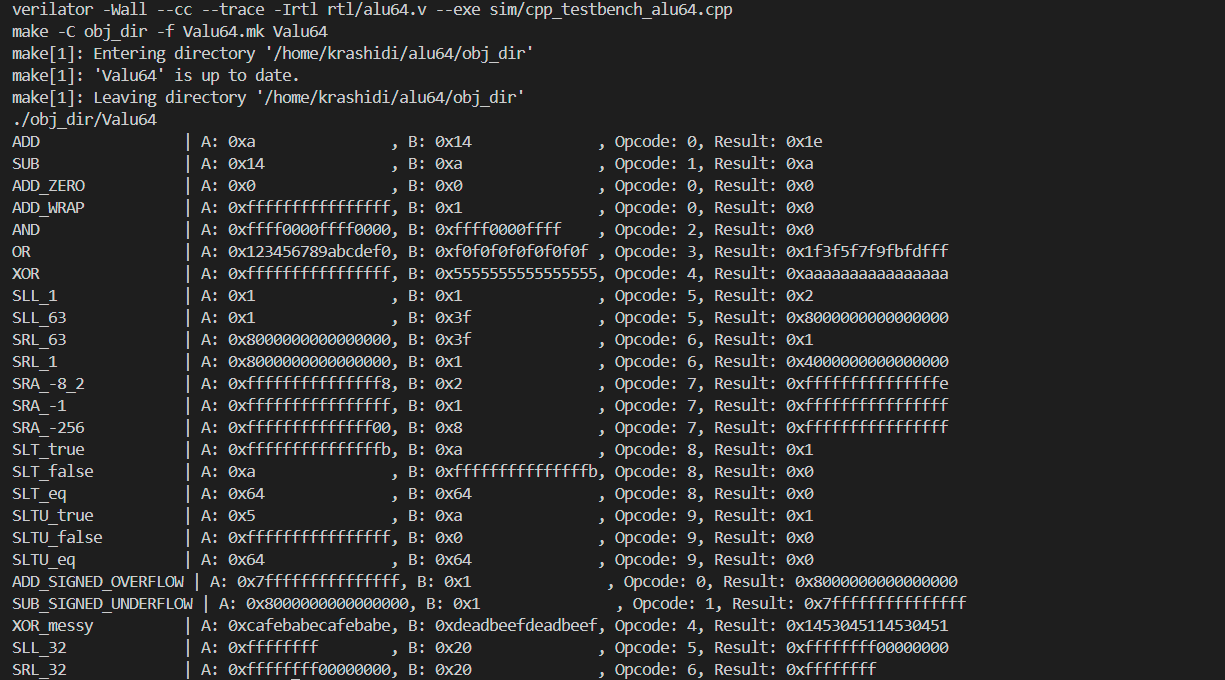 verilator -Wall --cc --trace -Irtl rtl/alu64.v --exe sim/cpp_testbench_alu64.cpp
make -C obj_dir -f Valu64.mk Valu64
make[1]: Entering directory '/home/krashidi/alu64/obj_dir'
make[1]: 'Valu64' is up to date.
make[1]: Leaving directory '/home/krashidi/alu64/obj_dir'
./obj_dir/Valu64
ADD                | A: 0xa               , B: 0x14              , Opcode: 0, Result: 0x1e
SUB                | A: 0x14              , B: 0xa               , Opcode: 1, Result: 0xa
ADD_ZERO           | A: 0x0               , B: 0x0               , Opcode: 0, Result: 0x0
ADD_WRAP           | A: 0xffffffffffffffff, B: 0x1               , Opcode: 0, Result: 0x0
AND                | A: 0xffff0000ffff0000, B: 0xffff0000ffff    , Opcode: 2, Result: 0x0
OR                 | A: 0x123456789abcdef0, B: 0xf0f0f0f0f0f0f0f , Opcode: 3, Result: 0x1f3f5f7f9fbfdfff
XOR                | A: 0xffffffffffffffff, B: 0x5555555555555555, Opcode: 4, Result: 0xaaaaaaaaaaaaaaaa
SLL_1              | A: 0x1               , B: 0x1               , Opcode: 5, Result: 0x2
SLL_63             | A: 0x1               , B: 0x3f              , Opcode: 5, Result: 0x8000000000000000
SRL_63             | A: 0x8000000000000000, B: 0x3f              , Opcode: 6, Result: 0x1
SRL_1              | A: 0x8000000000000000, B: 0x1               , Opcode: 6, Result: 0x4000000000000000
SRA_-8_2           | A: 0xfffffffffffffff8, B: 0x2               , Opcode: 7, Result: 0xfffffffffffffffe
SRA_-1             | A: 0xffffffffffffffff, B: 0x1               , Opcode: 7, Result: 0xffffffffffffffff
SRA_-256           | A: 0xffffffffffffff00, B: 0x8               , Opcode: 7, Result: 0xffffffffffffffff
SLT_true           | A: 0xfffffffffffffffb, B: 0xa               , Opcode: 8, Result: 0x1
SLT_false          | A: 0xa               , B: 0xfffffffffffffffb, Opcode: 8, Result: 0x0
SLT_eq             | A: 0x64              , B: 0x64              , Opcode: 8, Result: 0x0
SLTU_true          | A: 0x5               , B: 0xa               , Opcode: 9, Result: 0x1
SLTU_false         | A: 0xffffffffffffffff, B: 0x0               , Opcode: 9, Result: 0x0
SLTU_eq            | A: 0x64              , B: 0x64              , Opcode: 9, Result: 0x0
ADD_SIGNED_OVERFLOW | A: 0x7fffffffffffffff, B: 0x1               , Opcode: 0, Result: 0x8000000000000000
SUB_SIGNED_UNDERFLOW | A: 0x8000000000000000, B: 0x1               , Opcode: 1, Result: 0x7fffffffffffffff
XOR_messy          | A: 0xcafebabecafebabe, B: 0xdeadbeefdeadbeef, Opcode: 4, Result: 0x1453045114530451
SLL_32             | A: 0xffffffff        , B: 0x20              , Opcode: 5, Result: 0xffffffff00000000
SRL_32             | A: 0xffffffff00000000, B: 0x20              , Opcode: 6, Result: 0xffffffff